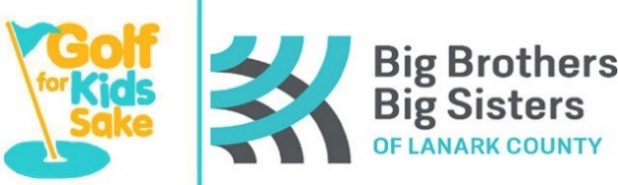 Golf
for Kids
Sake
Big Brothers
Big Sisters
OF LANARK COUNTY